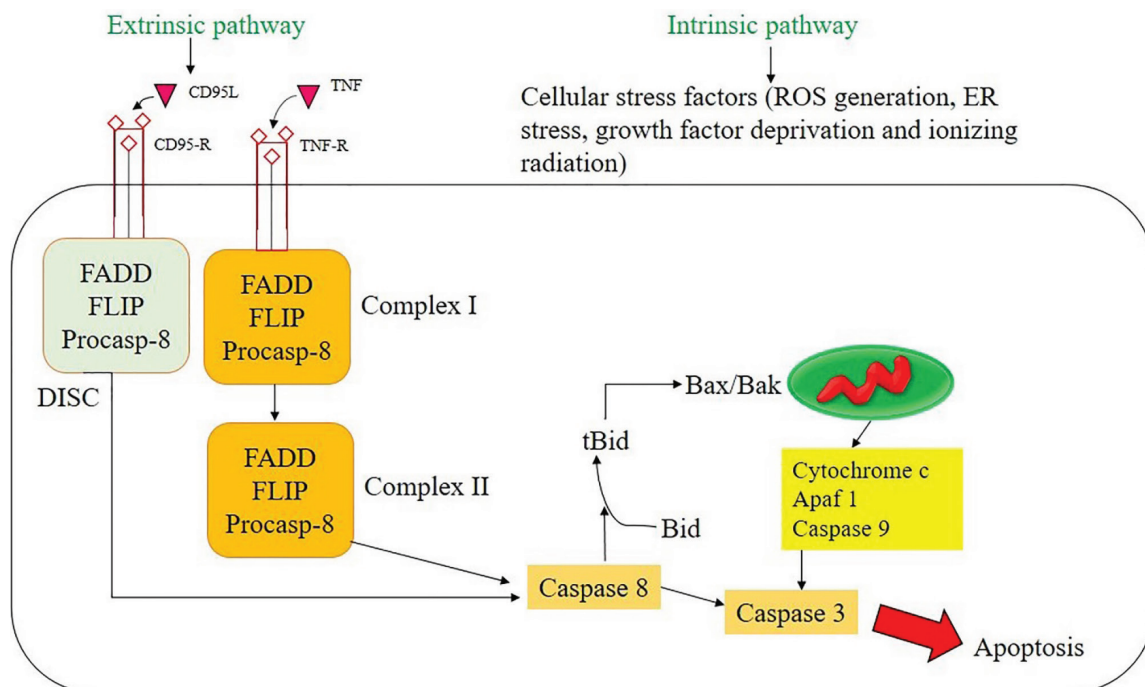 Extrinsic pathway
Intrinsic pathway
CD95L
TNF
Cellular stress factors (ROS generation, ER
stress, growth factor deprivation and ionizing
radiation)
CD95-R
TNF-R
FADD
FLIP
Procasp-8
DISC
FADD
FLIP
Procasp-8
Complex I
FADD
FLIP
Procasp-8
Complex II
Bax/Bak
tBid
Bid
Cytochrome c
Apaf 1
Caspase 9
Caspase 8
Caspase 3
Apoptosis